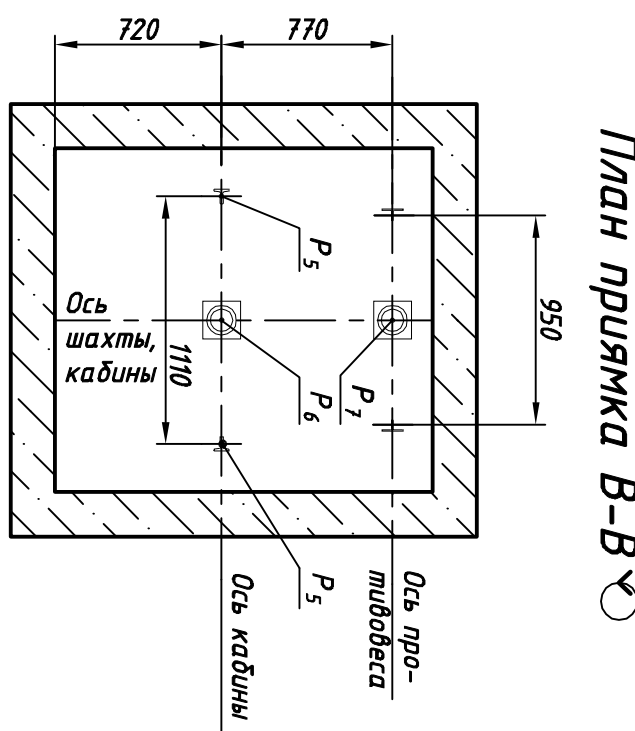 План приямка В-В
720
770
950
1110
P5
P6
P7
P5
Ось
шахты,
кабины
Ось про-
тивовеса
Ось кабины